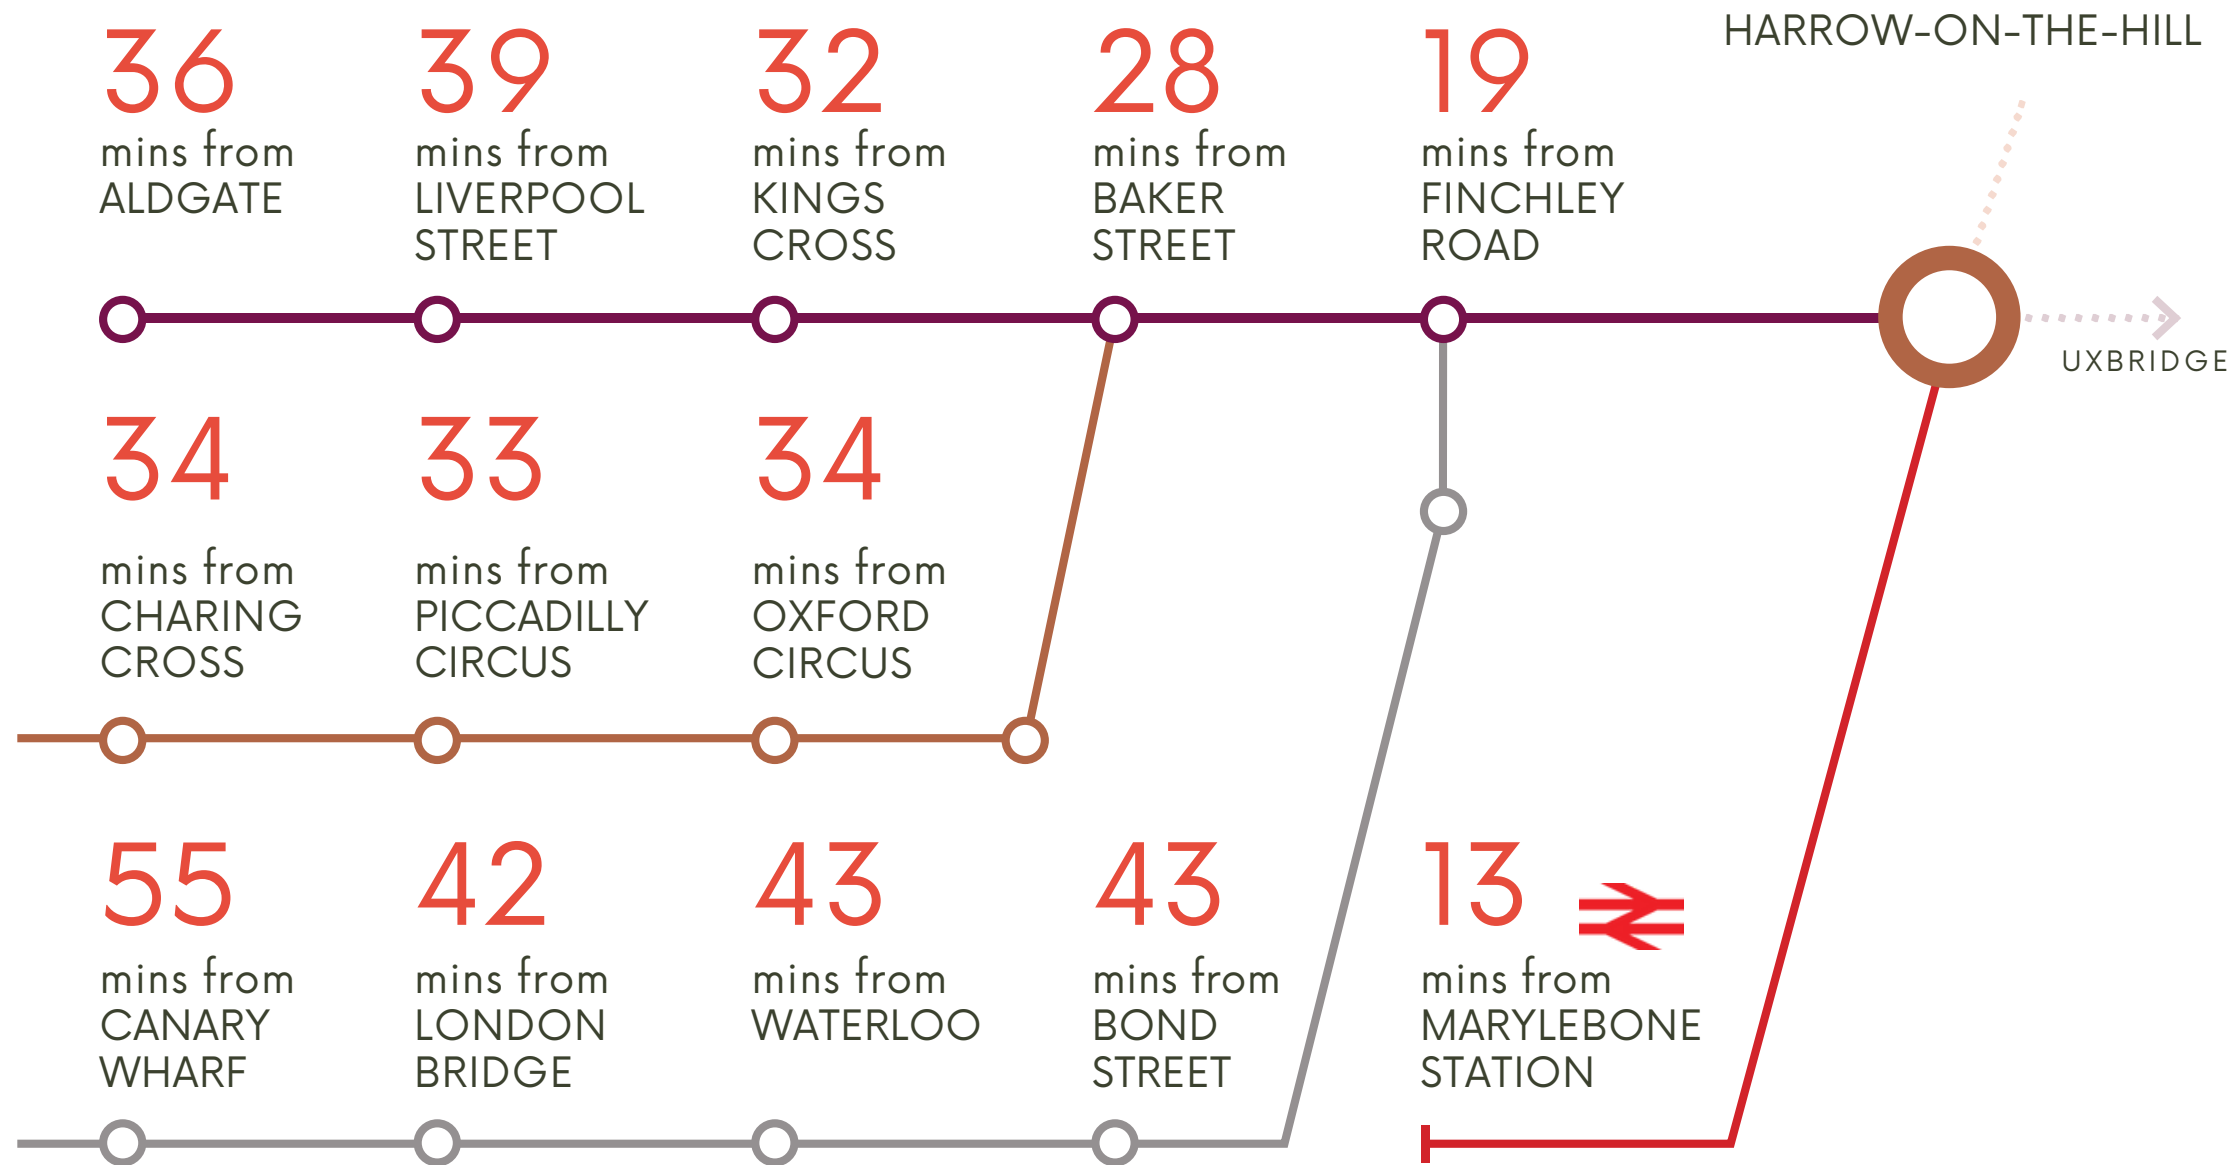 HARROW-ON-THE-HILL
36
mins from
ALDGATE
39
mins from
LIVERPOOL
STREET
32
mins from
KINGS
CROSS
28
mins from
BAKER
STREET
19
mins from
FINCHLEY
ROAD
UXBRIDGE
34
mins from
CHARING
CROSS
33
mins from
PICCADILLY
CIRCUS
34
mins from
OXFORD
CIRCUS
55
mins from
CANARY
WHARF
42
mins from
LONDON
BRIDGE
43
mins from
WATERLOO
43
mins from
BOND
STREET
13
mins from
MARYLEBONE
STATION